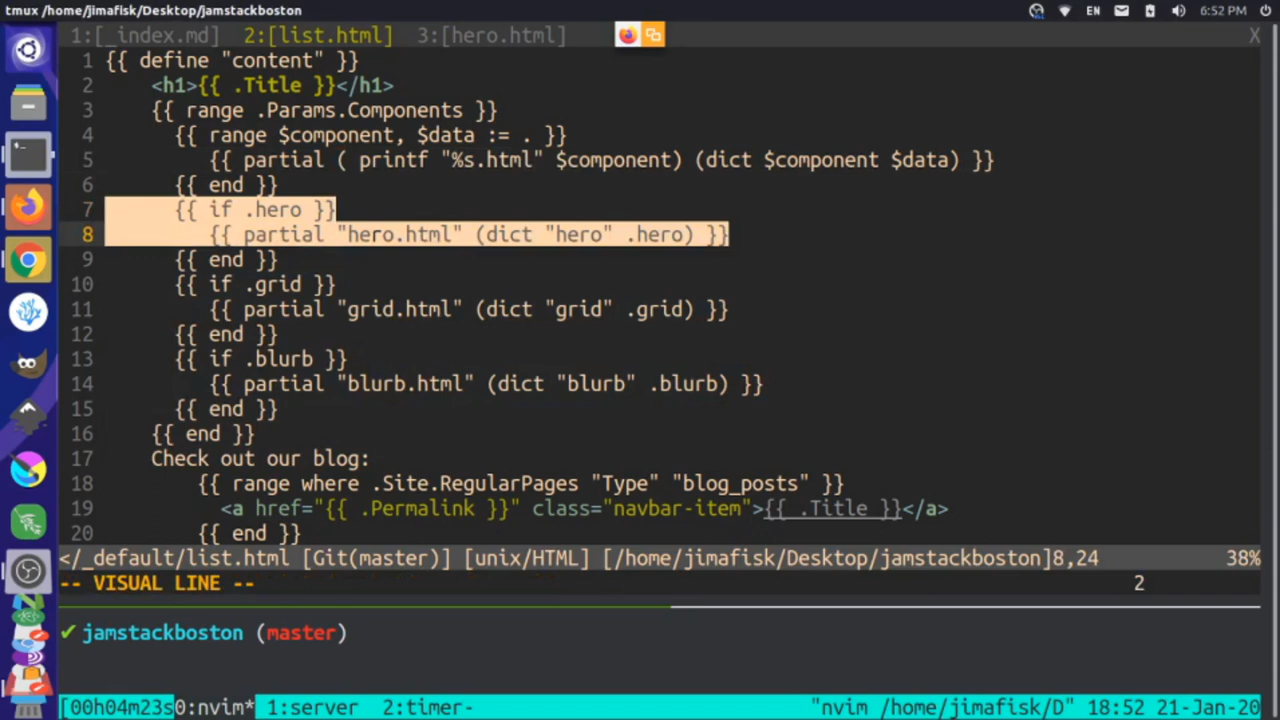 tmux /home/jimafisk/Desktop/jamstackboston
EN
6:52 PM
1:[_index.md] 2:[list.html] 3:[hero.html]
X
1 {{ define "content" }}
2 <h1>{{ .Title }}</h1>
3 {{ range .Params.Components }}
4 {{ range $component, $data := . }}
5 {{ partial ( printf "%s.html" $component) (dict $component $data) }}
6 {{ end }}
7 {{ if .hero }}
8 {{ partial "hero.html" (dict "hero" .hero) }}
9 {{ end }}
10 {{ if .grid }}
11 {{ partial "grid.html" (dict "grid" .grid) }}
12 {{ end }}
13 {{ if .blurb }}
14 {{ partial "blurb.html" (dict "blurb" .blurb) }}
15 {{ end }}
16 {{ end }}
17 Check out our blog:
18 {{ range where .Site.RegularPages "Type" "blog_posts" }}
19 <a href="{{ .Permalink }}" class="navbar-item">{{ .Title }}</a>
20 {{ end }}
</_default/list.html [Git(master)] [unix/HTML] [/home/jimafisk/Desktop/jamstackboston]8,24 38%
-- VISUAL LINE -- 2
✔ jamstackboston (master)
[00h04m23s0:nvim* 1:server 2:timer- "nvim /home/jimafisk/D" 18:52 21-Jan-20